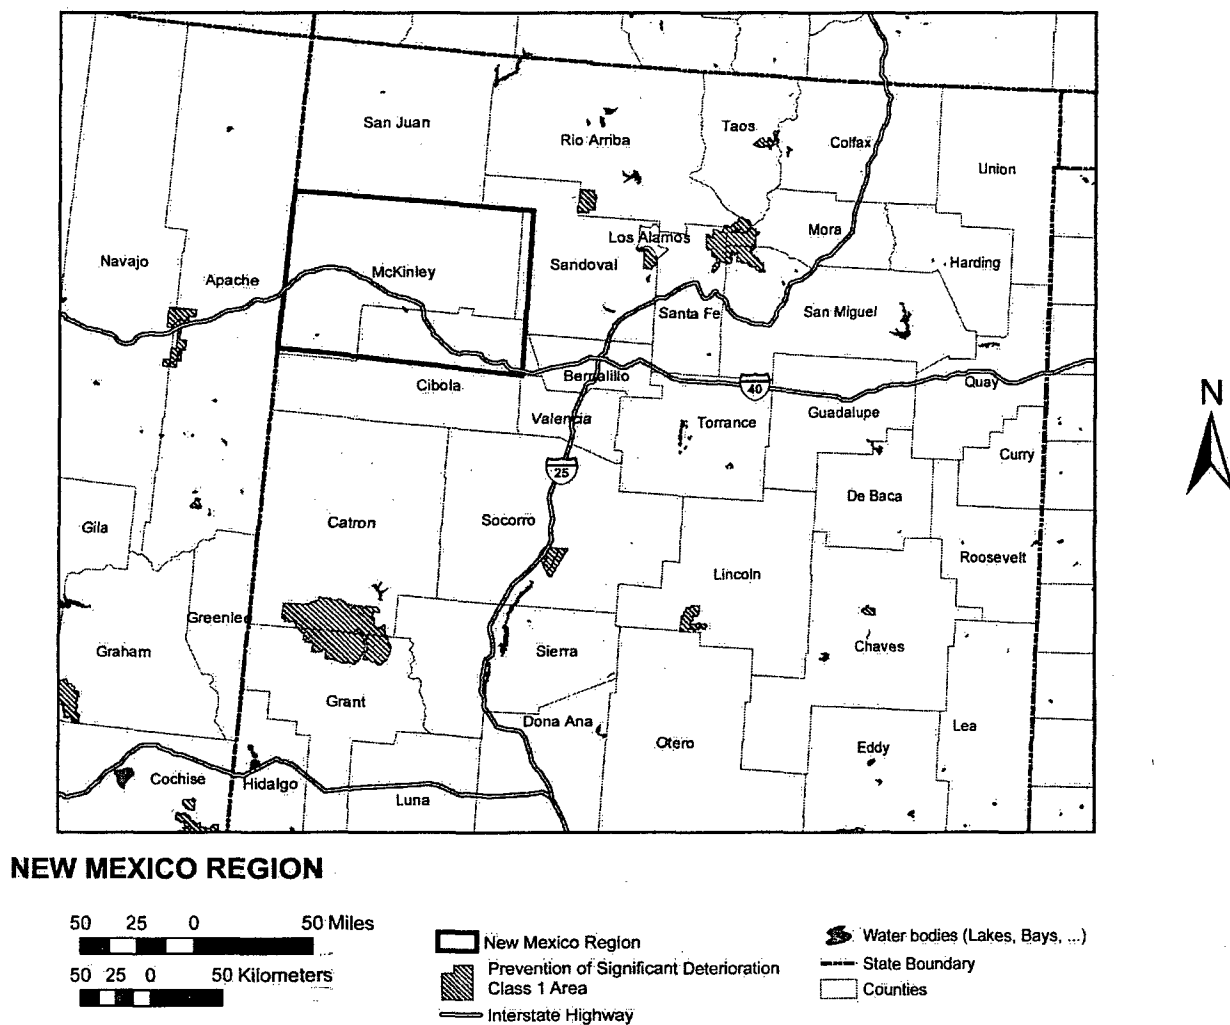 San Juan
Rio Arriba
Taos
Colfax
Union
Navajo
Apache
McKinley
Sandoval
Los Alamos
Mora
Harding
Santa Fe
San Miguel
Cibola
Bernalillo
40
Quay
Valencia
Torrance
Guadalupe
25
Curry
De Baca
Gila
Catron
Socorro
Lincoln
Roosevelt
Greenlee
Graham
Sierra
Chaves
Grant
Dona Ana
Otero
Lea
Eddy
Cochise
Hidalgo
Luna
N
NEW MEXICO REGION
50 25 0 50 Miles
50 25 0 50 Kilometers
New Mexico Region
Prevention of Significant Deterioration
Class 1 Area
Interstate Highway
Water bodies (Lakes, Bays, ...)
State Boundary
Counties